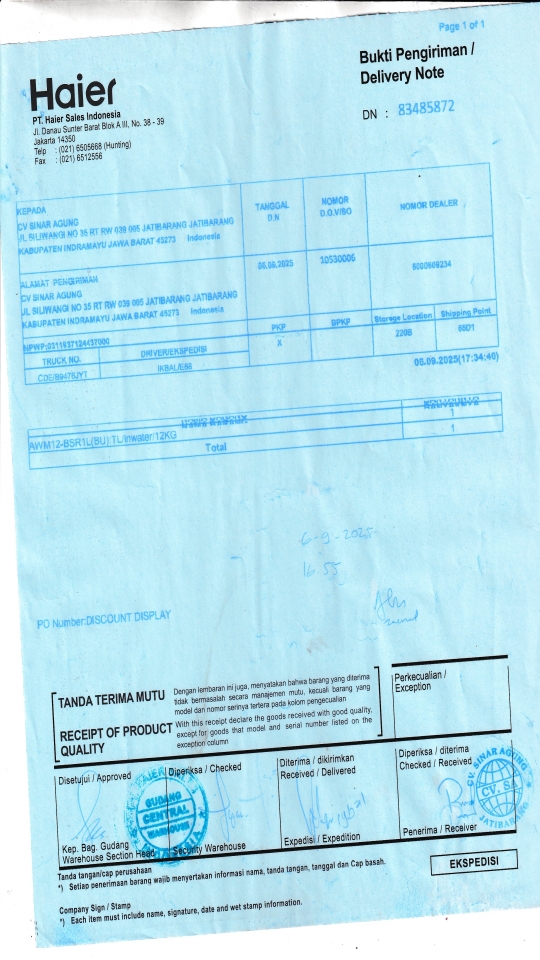 Page 1 of 1
Bukti Pengiriman /
Delivery Note
Haier
PT. Haier Sales Indonesia
Jl. Danau Sunter Barat Blok A III, No. 38 - 39
Jakarta 14350
Telp : (021) 6505668 (Hunting)
Fax : (021) 6512556
DN : 83485872
KEPADA
CV SINAR AGUNG
JL SILIWANGI NO 35 RT RW 039 005 JATIBARANG JATIBARANG
KABUPATEN INDRAMAYU JAWA BARAT 45273 Indonesia
TANGGAL
D.N
NOMOR
D.O.V/SO
NOMOR DEALER
ALAMAT PENGIRIMAN
CV SINAR AGUNG
JL SILIWANGI NO 35 RT RW 039 005 JATIBARANG JATIBARANG
KABUPATEN INDRAMAYU JAWA BARAT 45273 Indonesia
06.09.2025
10530006
PKP
BPKP
Storage Location
Shipping Point
X
220B
TRUCK NO.
DRIVER/EKSPEDISI
06.09.2025(17:34:40)
AWM12-BSR1L(BU):TL/inwater/12KG
1
Total
1
6-9-2025
16.55
PO Number:DISCOUNT DISPLAY
TANDA TERIMA MUTU
Dengan lembaran ini juga, menyatakan bahwa barang yang diterima
tidak bermasalah secara manajemen mutu, kecuali barang yang
model dan nomor serinya tertera pada kolom pengecualian
RECEIPT OF PRODUCT
QUALITY
With this receipt declare the goods received with good quality,
except for goods that model and serial number listed on the
exception column
Perkecualian /
Exception
Disetujui / Approved
Diperiksa / Checked
Diterima / dikirimkan
Received / Delivered
Diperiksa / diterima
Checked / Received
GUDANG
CENTRAL
WAREHOUSE
CV. SINAR AGUNG
CV. SA
JATIBARANG
Kep. Bag. Gudang
Warehouse Section Head
Security Warehouse
Expedisi / Expedition
Penerima / Receiver
Tanda tangan/cap perusahaan
*) Setiap penerimaan barang wajib menyertakan informasi nama, tanda tangan, tanggal dan Cap basah.
EKSPEDISI
Company Sign / Stamp
*) Each item must include name, signature, date and wet stamp information.